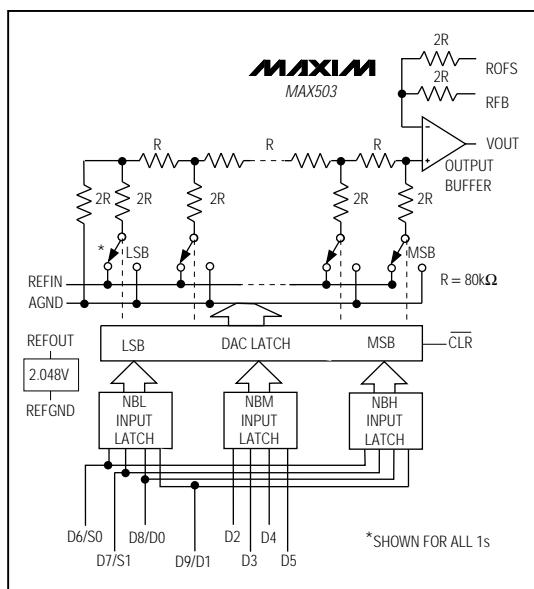 2R
ROFS
MAXIM
MAX503
2R
RFB
−
VOUT
+
R
R
R
OUTPUT
BUFFER
2R
2R
2R
2R
2R
*
LSB
MSB
REFIN
R = 80kΩ
AGND
REFOUT
2.048V
REFGND
LSB
DAC LATCH
MSB
CLR
NBL
INPUT
LATCH
NBM
INPUT
LATCH
NBH
INPUT
LATCH
D6/S0
D8/D0
D2
D4
D7/S1
D9/D1
D3
D5
*SHOWN FOR ALL 1s